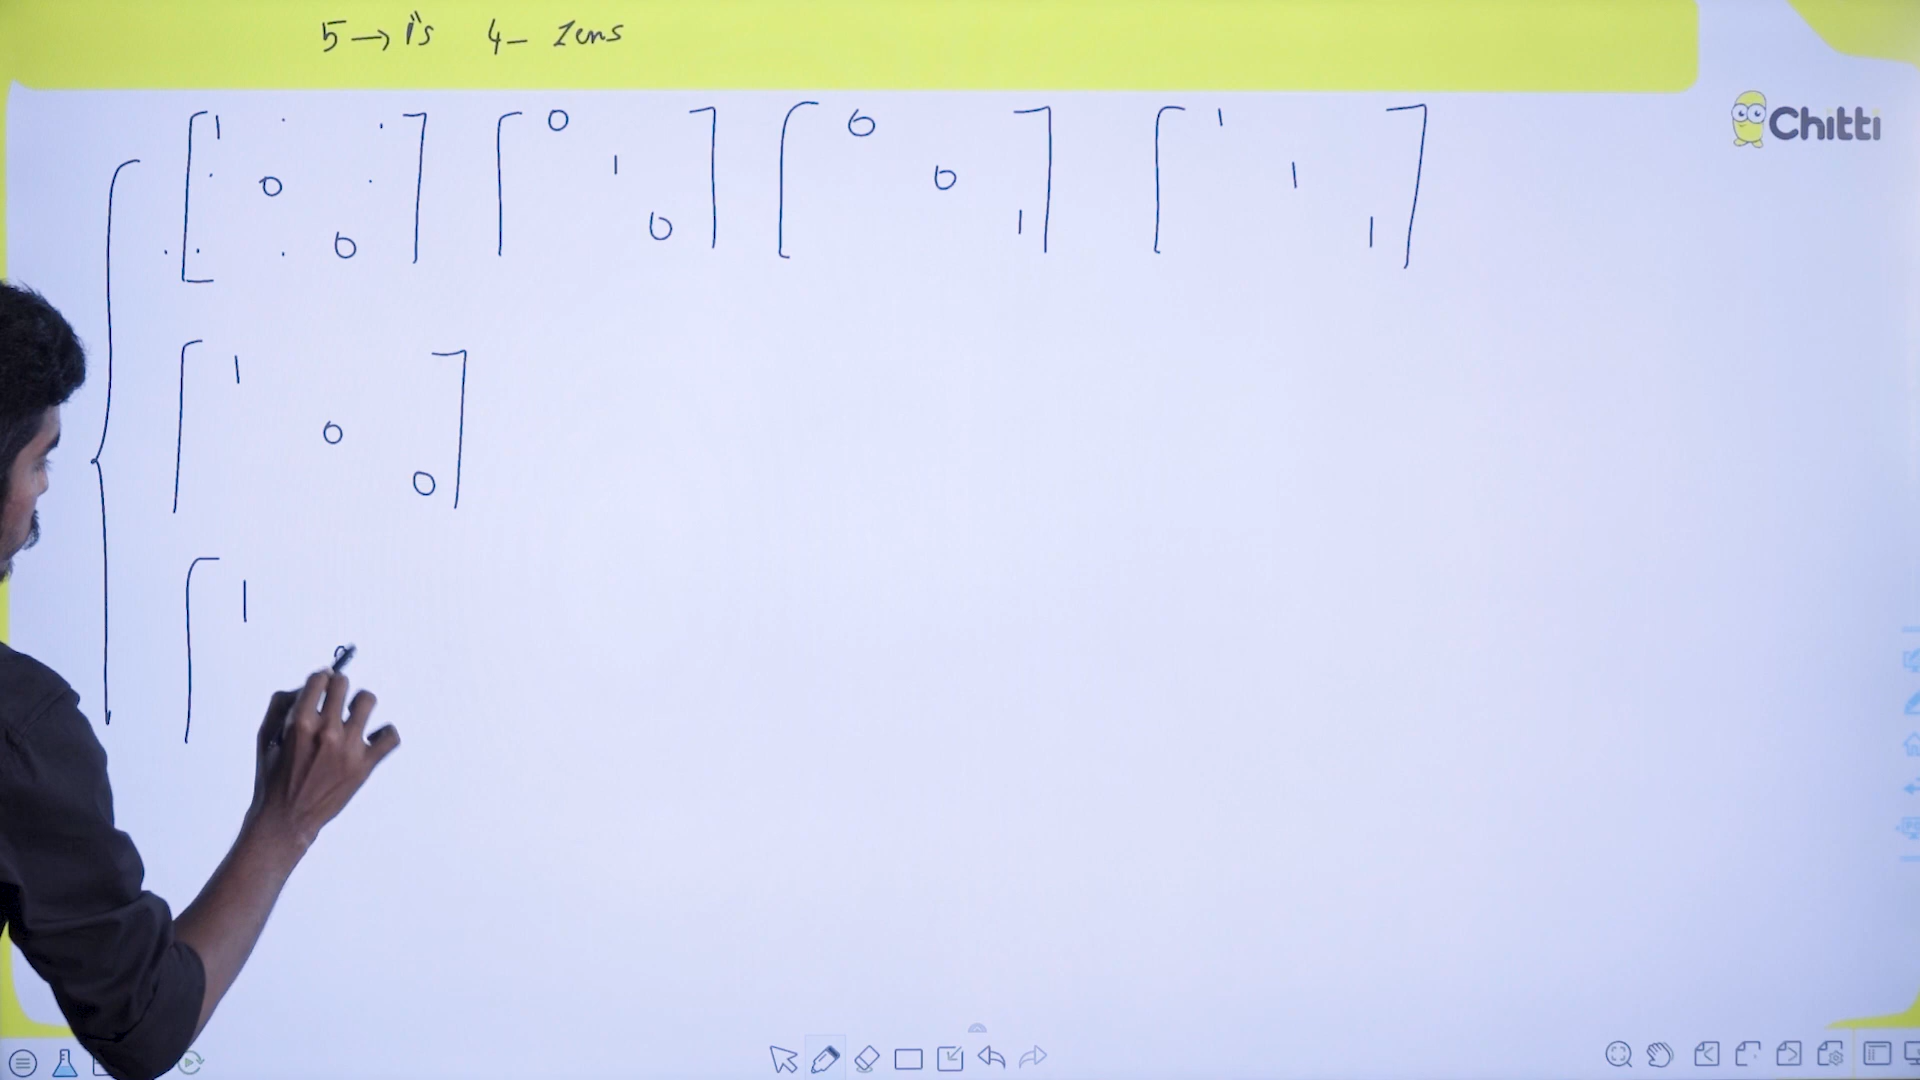 5 → 1's 4 - Zeros
Chitti
1 . . 0 0 1
. 0 . 1 0 1
. . . 0 0 1 1
1
0
0
1